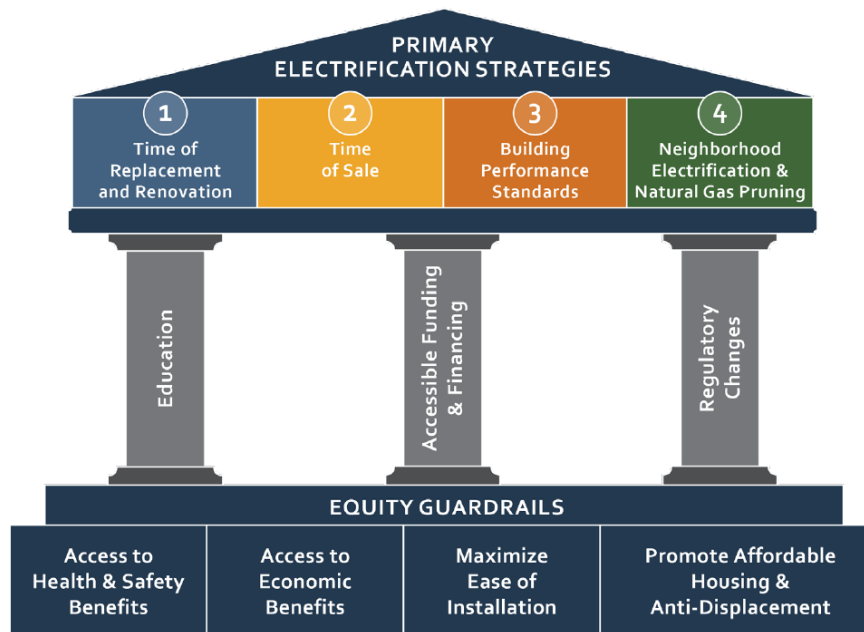 PRIMARY
ELECTRIFICATION STRATEGIES
1
Time of
Replacement
and Renovation
2
Time
of Sale
3
Building
Performance
Standards
4
Neighborhood
Electrification &
Natural Gas Pruning
Education
Accessible Funding
& Financing
Regulatory
Changes
EQUITY GUARDRAILS
Access to
Health & Safety
Benefits
Access to
Economic
Benefits
Maximize
Ease of
Installation
Promote Affordable
Housing &
Anti-Displacement